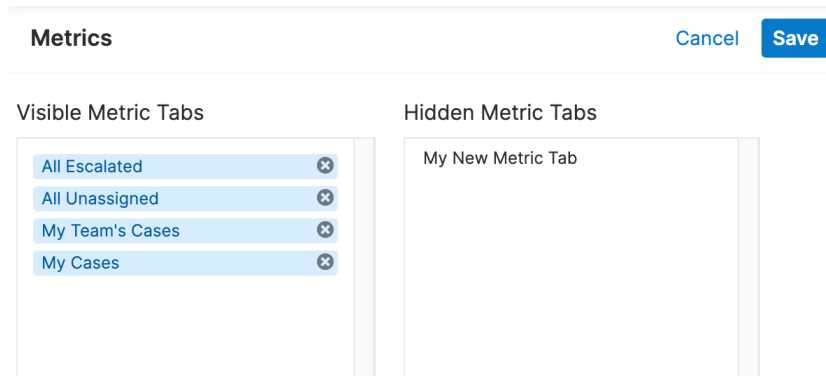 Metrics
Cancel
Save
Visible Metric Tabs
All Escalated
All Unassigned
My Team's Cases
My Cases
Hidden Metric Tabs
My New Metric Tab